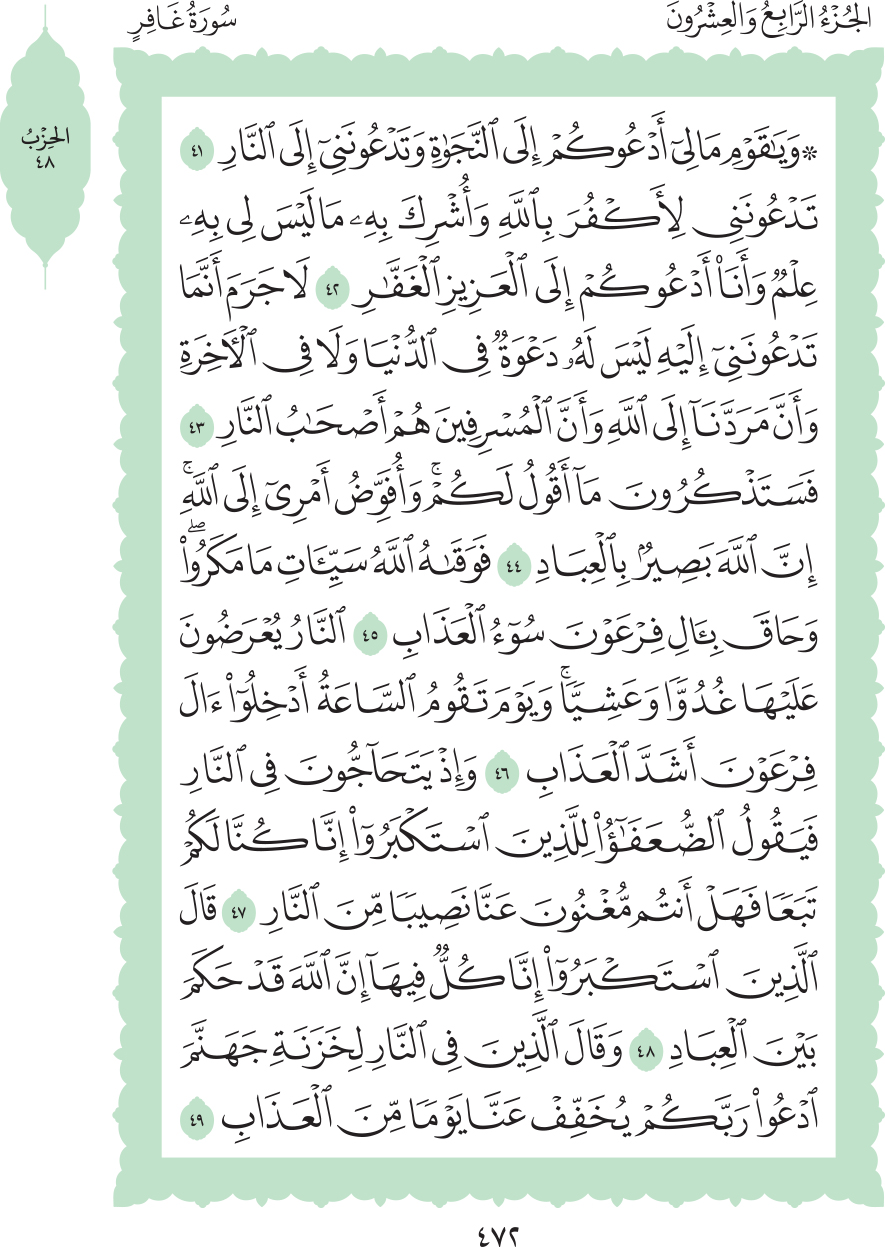 سُورَةُ غَافِرٍ
الجُزْءُ الرَّابِعُ وَالْعِشْرُونَ
الحِزْبُ
٤٨
۞ وَيَٰقَوْمِ مَا لِيٓ أَدْعُوكُمْ إِلَى ٱلنَّجَوٰةِ وَتَدْعُونَنِيٓ إِلَى ٱلنَّارِ ٤١
تَدْعُونَنِي لِأَكْفُرَ بِٱللَّهِ وَأُشْرِكَ بِهِۦ مَا لَيْسَ لِي بِهِۦ
عِلْمٌ وَأَنَا۠ أَدْعُوكُمْ إِلَى ٱلْعَزِيزِ ٱلْغَفَّٰرِ ٤٢ لَا جَرَمَ أَنَّمَا
تَدْعُونَنِيٓ إِلَيْهِ لَيْسَ لَهُۥ دَعْوَةٌ فِي ٱلدُّنْيَا وَلَا فِي ٱلْأٓخِرَةِ
وَأَنَّ مَرَدَّنَآ إِلَى ٱللَّهِ وَأَنَّ ٱلْمُسْرِفِينَ هُمْ أَصْحَٰبُ ٱلنَّارِ ٤٣
فَسَتَذْكُرُونَ مَآ أَقُولُ لَكُمْۚ وَأُفَوِّضُ أَمْرِيٓ إِلَى ٱللَّهِۚ
إِنَّ ٱللَّهَ بَصِيرٌۢ بِٱلْعِبَادِ ٤٤ فَوَقَىٰهُ ٱللَّهُ سَيِّـَٔاتِ مَا مَكَرُوا۟ۖ
وَحَاقَ بِـَٔالِ فِرْعَوْنَ سُوٓءُ ٱلْعَذَابِ ٤٥ ٱلنَّارُ يُعْرَضُونَ
عَلَيْهَا غُدُوًّا وَعَشِيًّاۚ وَيَوْمَ تَقُومُ ٱلسَّاعَةُ أَدْخِلُوٓا۟ ءَالَ
فِرْعَوْنَ أَشَدَّ ٱلْعَذَابِ ٤٦ وَإِذْ يَتَحَآجُّونَ فِي ٱلنَّارِ
فَيَقُولُ ٱلضُّعَفَٰٓؤُا۟ لِلَّذِينَ ٱسْتَكْبَرُوٓا۟ إِنَّا كُنَّا لَكُمْ
تَبَعًا فَهَلْ أَنتُم مُّغْنُونَ عَنَّا نَصِيبًا مِّنَ ٱلنَّارِ ٤٧ قَالَ
ٱلَّذِينَ ٱسْتَكْبَرُوٓا۟ إِنَّا كُلٌّ فِيهَآ إِنَّ ٱللَّهَ قَدْ حَكَمَ
بَيْنَ ٱلْعِبَادِ ٤٨ وَقَالَ ٱلَّذِينَ فِي ٱلنَّارِ لِخَزَنَةِ جَهَنَّمَ
ٱدْعُوا۟ رَبَّكُمْ يُخَفِّفْ عَنَّا يَوْمًا مِّنَ ٱلْعَذَابِ ٤٩
٤٧٢